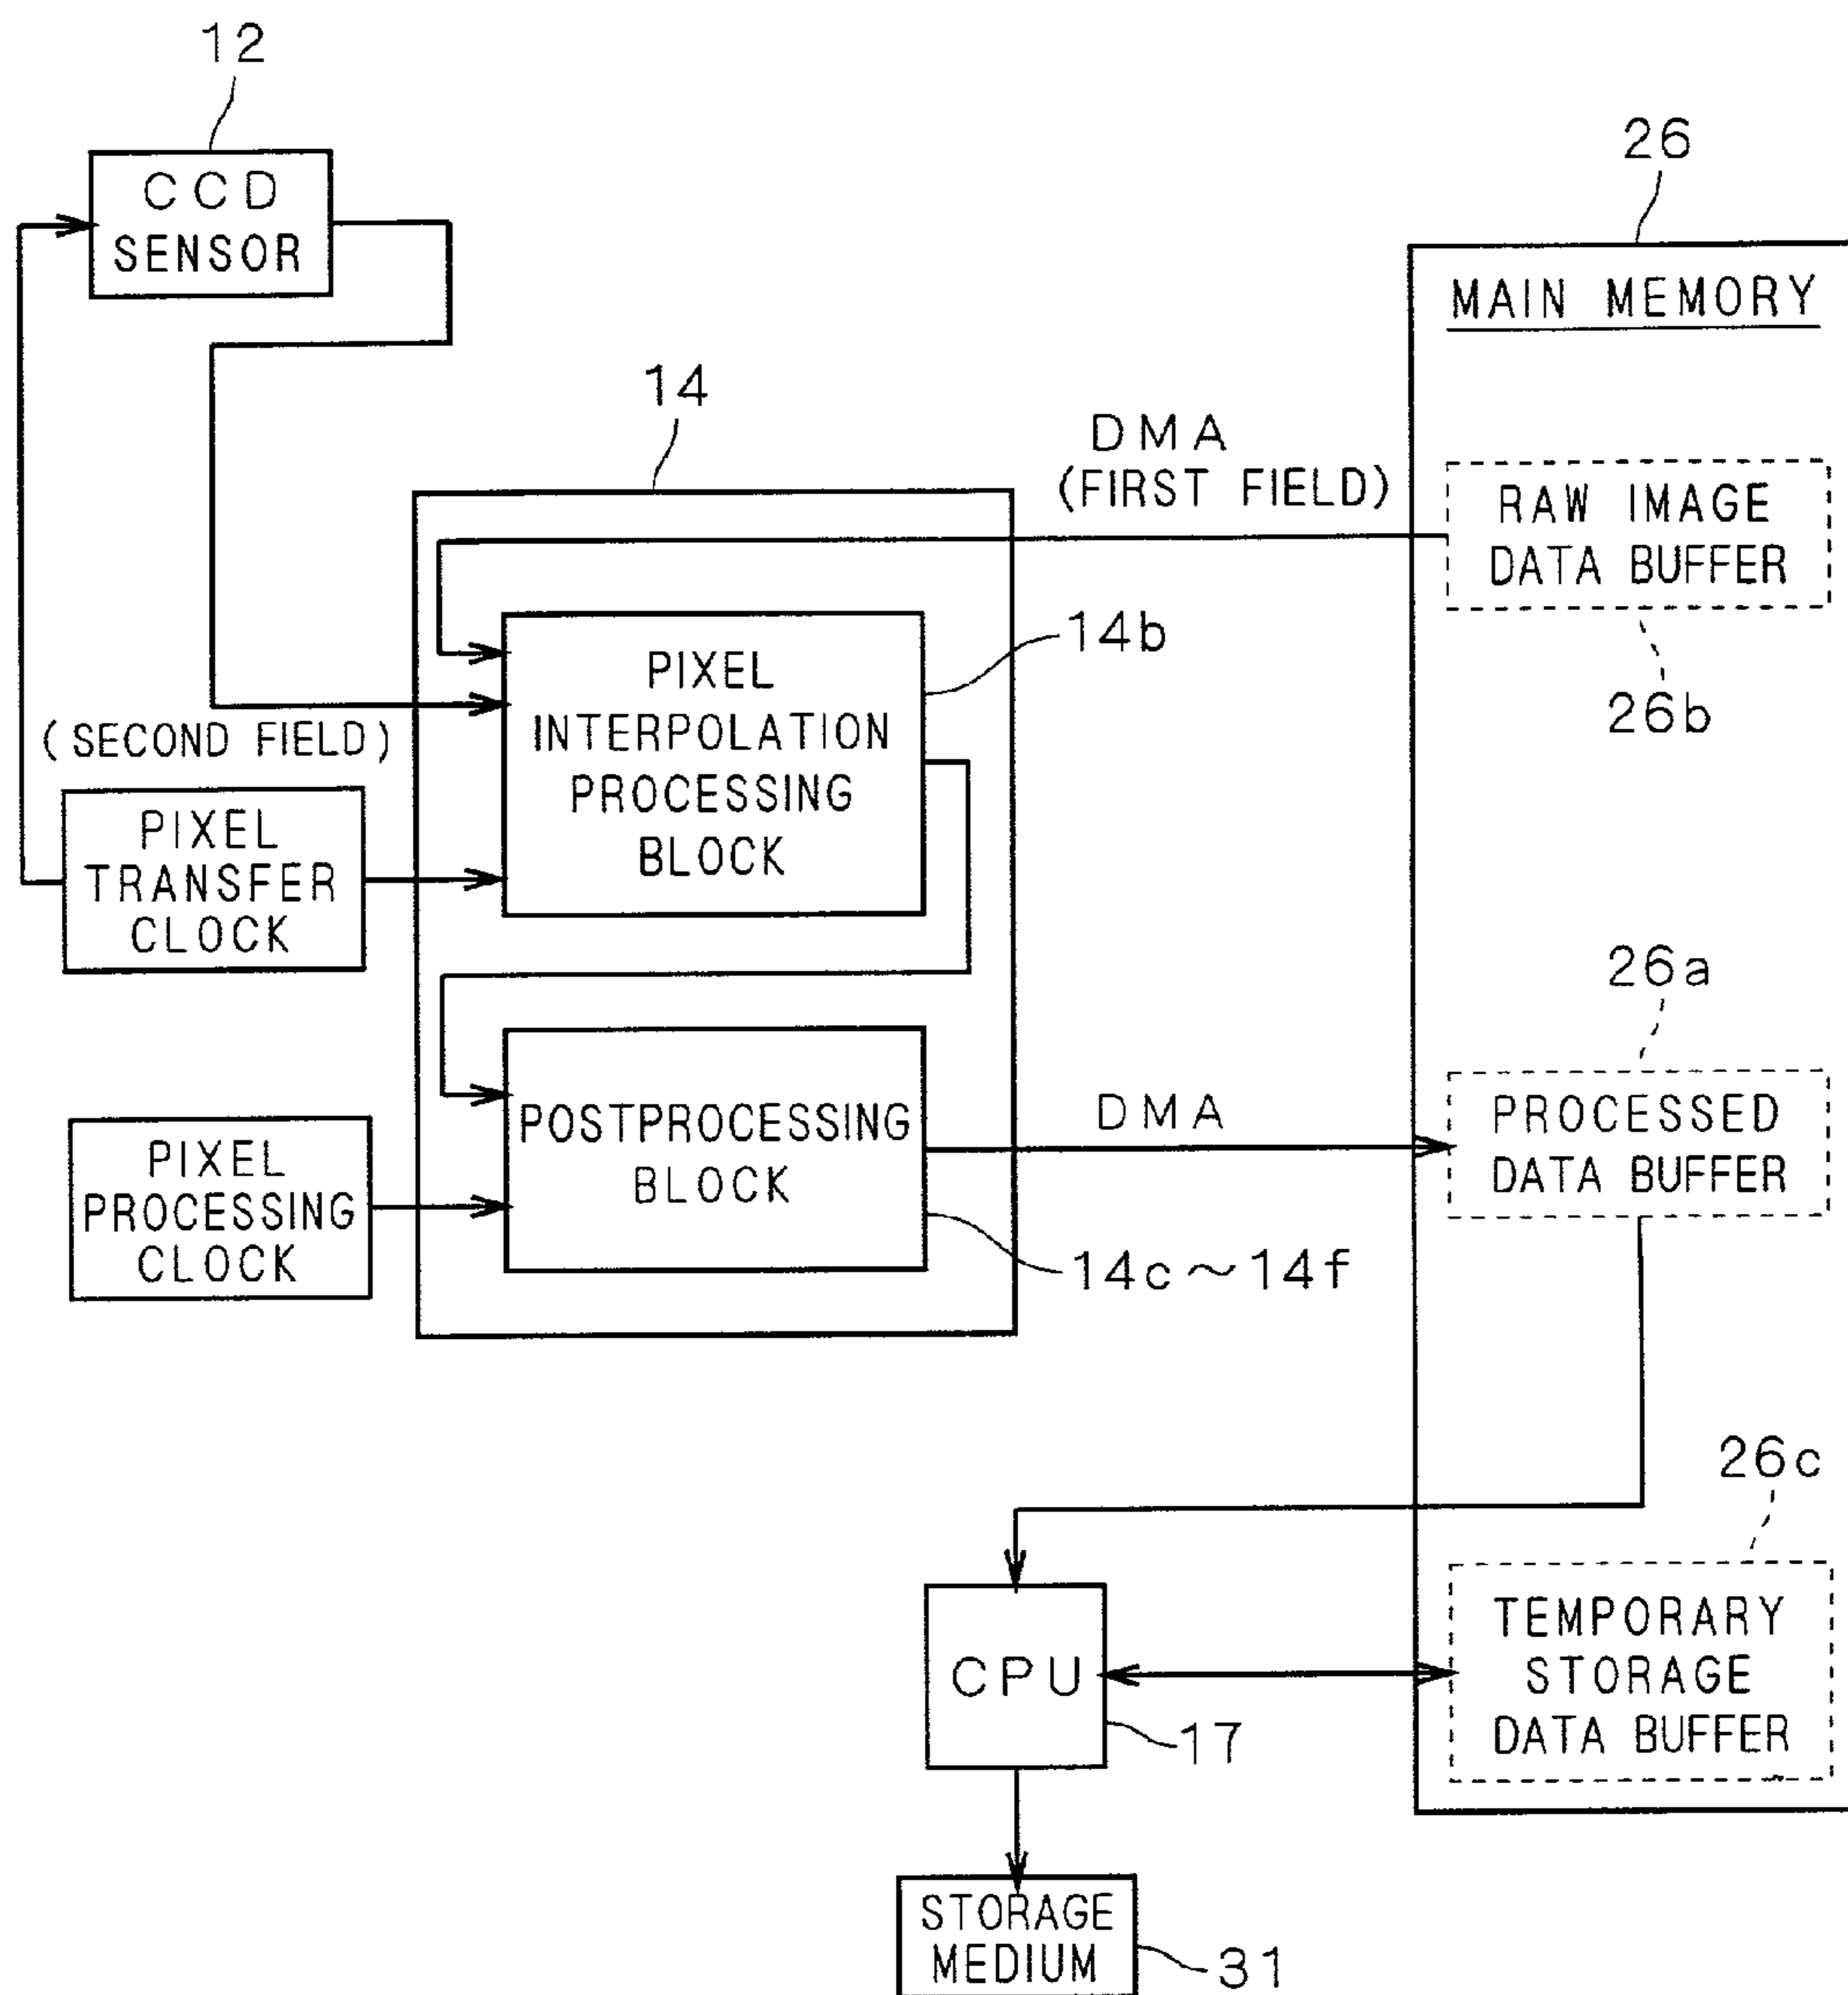 12
CCD
SENSOR
26
MAIN MEMORY
14
DMA
(FIRST FIELD)
RAW IMAGE
DATA BUFFER
26b
14b
PIXEL
INTERPOLATION
PROCESSING
BLOCK
(SECOND FIELD)
PIXEL
TRANSFER
CLOCK
26a
PROCESSED
DATA BUFFER
DMA
POSTPROCESSING
BLOCK
14c~14f
PIXEL
PROCESSING
CLOCK
26c
TEMPORARY
STORAGE
DATA BUFFER
CPU
17
STORAGE
MEDIUM
31